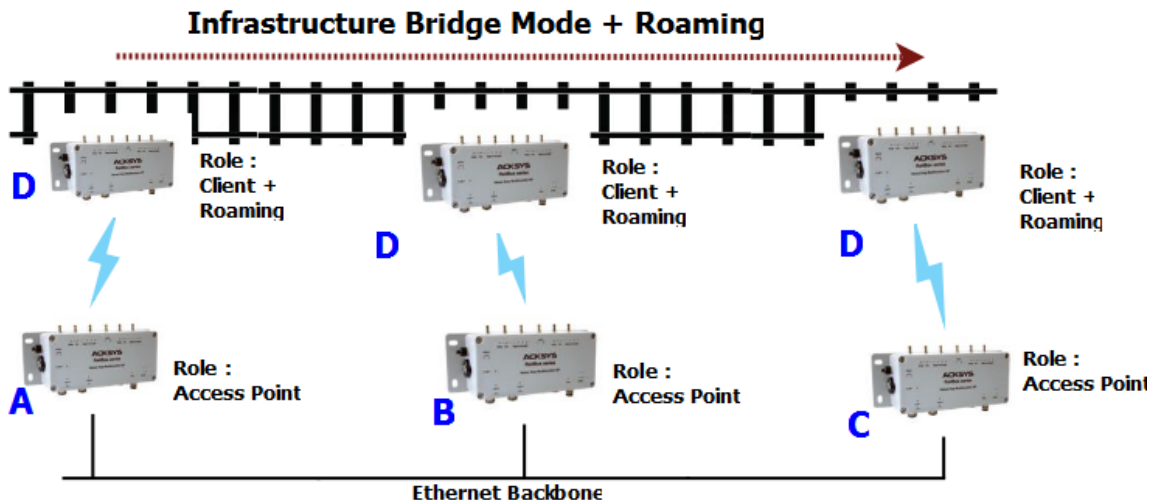 Infrastructure Bridge Mode + Roaming
D
ACKSYS
Role :
Client +
Roaming
D
ACKSYS
Role :
Client +
Roaming
D
ACKSYS
Role :
Client +
Roaming
A
ACKSYS
Role :
Access Point
B
ACKSYS
Role :
Access Point
C
ACKSYS
Role :
Access Point
Ethernet Backbone